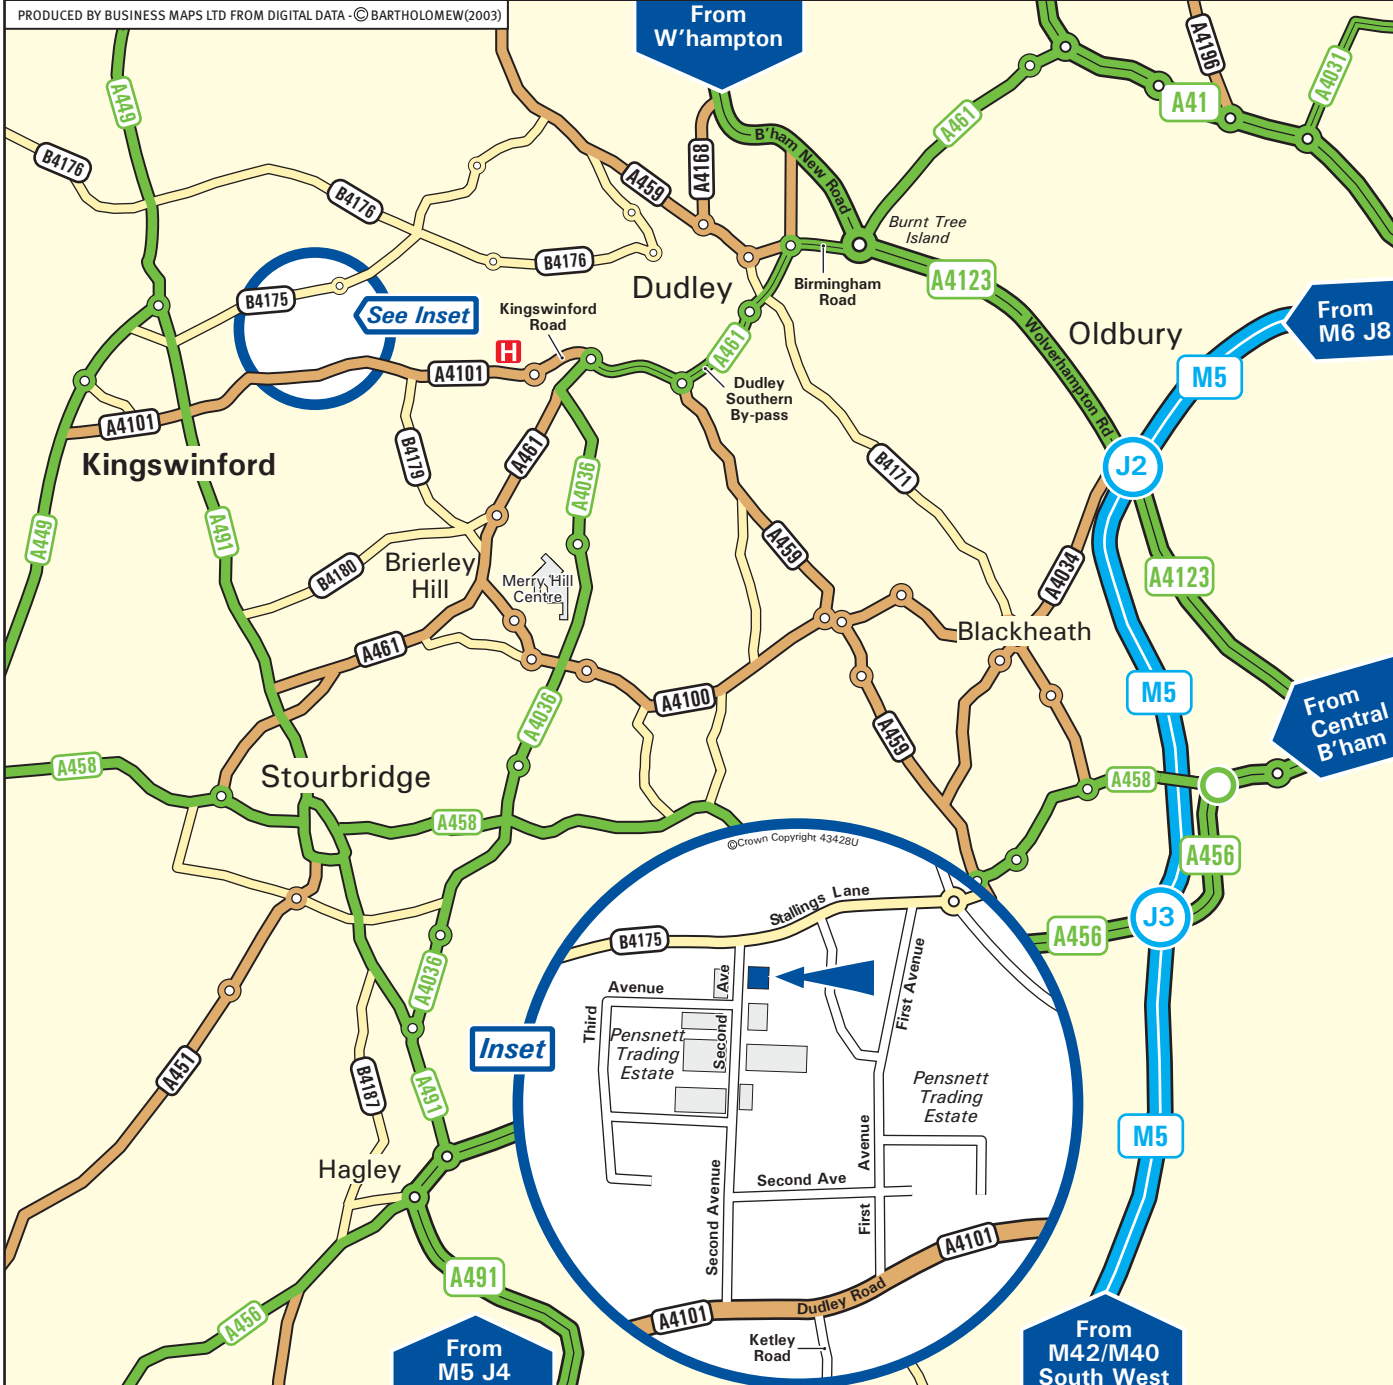 PRODUCED BY BUSINESS MAPS LTD FROM DIGITAL DATA - © BARTHOLOMEW(2003)
From
W'hampton
A449
A4196
A4031
A41
A461
B'ham New Road
A4168
A459
B4176
B4176
B4176
Burnt Tree
Island
A4123
Birmingham
Road
Dudley
B4175
See Inset
Kingswinford
Road
H
A4101
A461
Dudley
Southern
By-pass
Wolverhampton Rd
Oldbury
From
M6 J8
M5
J2
A4101
Kingswinford
B4179
A461
A4036
B4171
A449
A491
B4180
Brierley
Hill
Merry Hill
Centre
A459
A4034
A4123
Blackheath
A461
A4100
A4036
A459
M5
From
Central
B'ham
A458
Stourbridge
A458
A458
A456
J3
A456
A4036
A451
B4187
A491
Hagley
A491
A456
From
M5 J4
M5
From
M42/M40
South West
Inset
©Crown Copyright 43428U
Stallings Lane
B4175
Ave
Avenue
Third
Second
First Avenue
Pensnett
Trading
Estate
Pensnett
Trading
Estate
Avenue
First
Second Ave
Second Avenue
A4101
Dudley Road
A4101
Ketley
Road